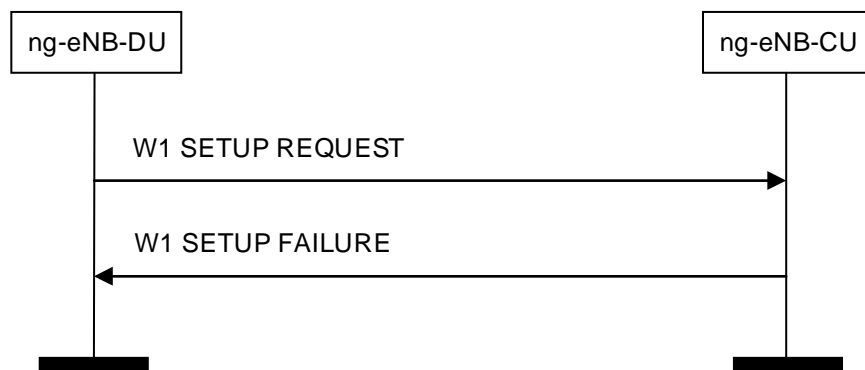 ng-eNB-DU
ng-eNB-CU
W1 SETUP REQUEST
W1 SETUP FAILURE